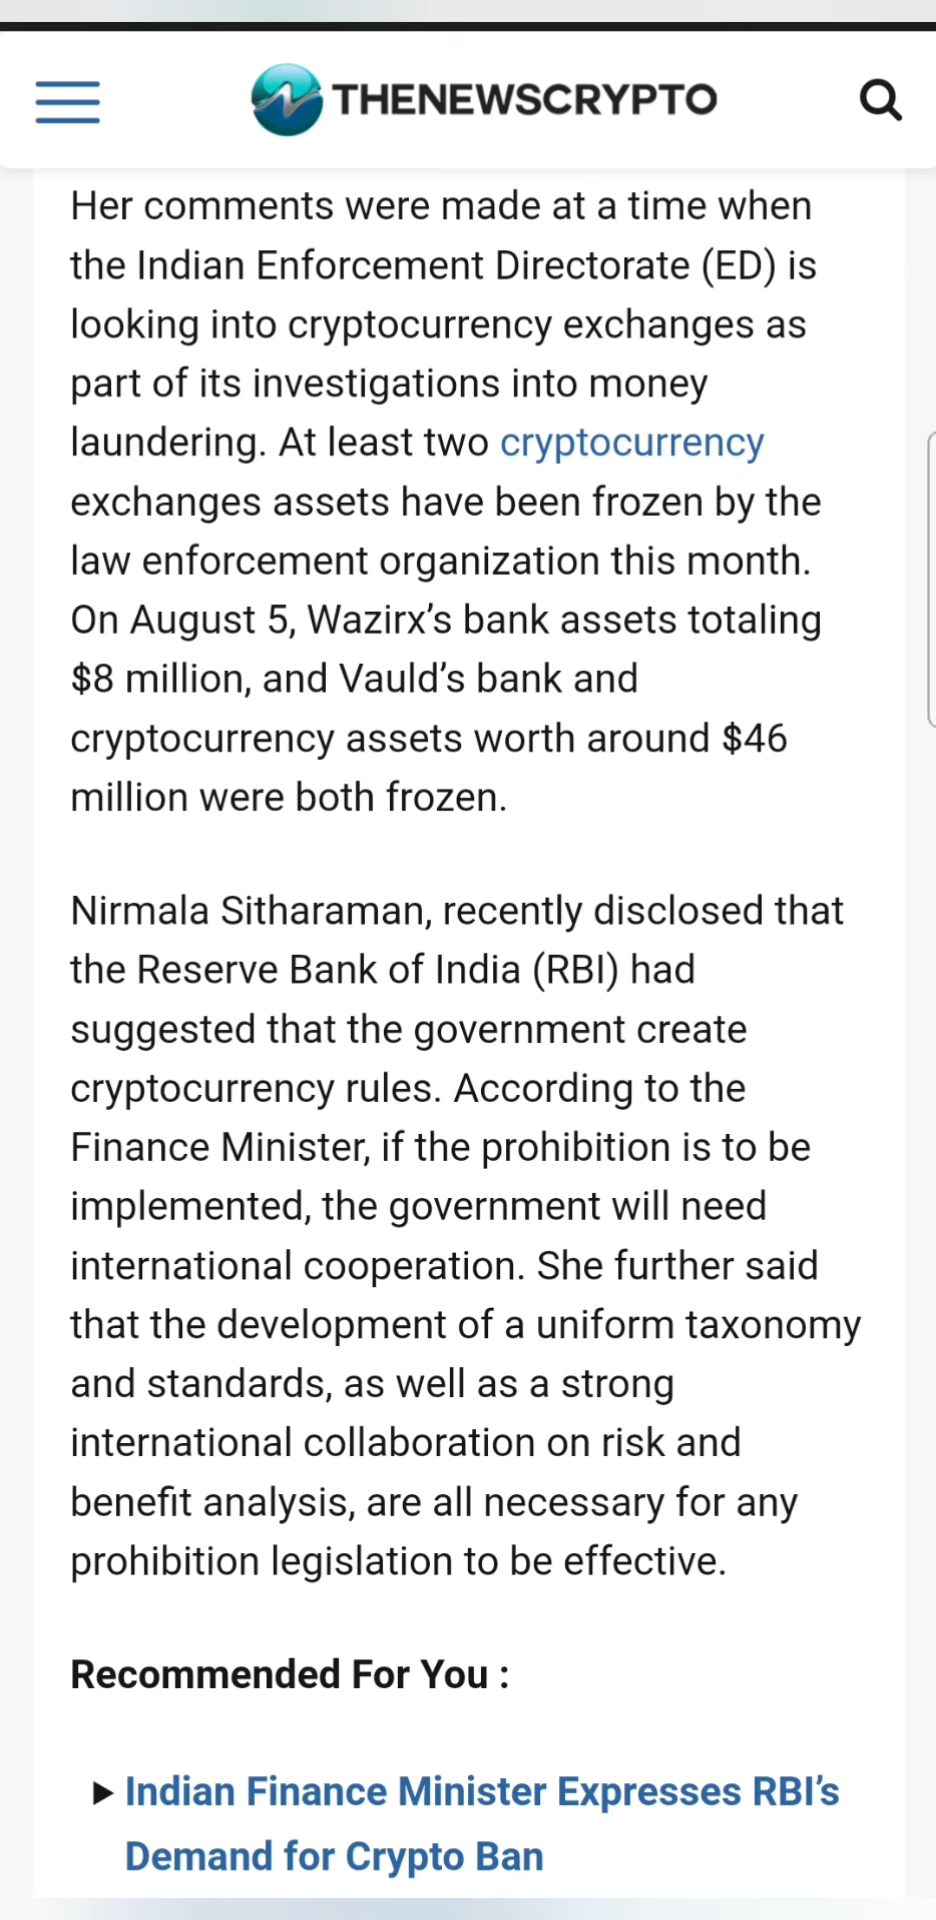 THENEWSCRYPTO
Her comments were made at a time when
the Indian Enforcement Directorate (ED) is
looking into cryptocurrency exchanges as
part of its investigations into money
laundering. At least two cryptocurrency
exchanges assets have been frozen by the
law enforcement organization this month.
On August 5, Wazirx’s bank assets totaling
$8 million, and Vauld’s bank and
cryptocurrency assets worth around $46
million were both frozen.
Nirmala Sitharaman, recently disclosed that
the Reserve Bank of India (RBI) had
suggested that the government create
cryptocurrency rules. According to the
Finance Minister, if the prohibition is to be
implemented, the government will need
international cooperation. She further said
that the development of a uniform taxonomy
and standards, as well as a strong
international collaboration on risk and
benefit analysis, are all necessary for any
prohibition legislation to be effective.
Recommended For You :
Indian Finance Minister Expresses RBI’s
Demand for Crypto Ban